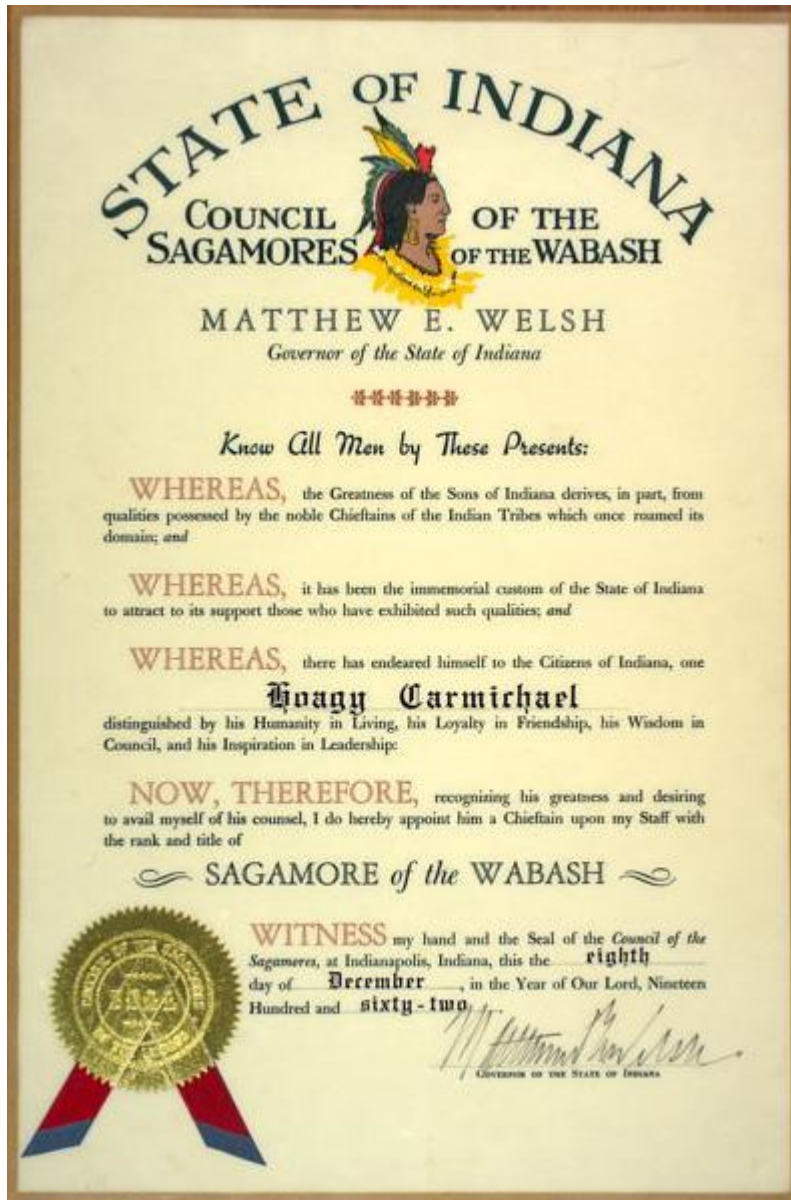 STATE OF INDIANA
COUNCIL OF THE
SAGAMORES OF THE WABASH
MATTHEW E. WELSH
Governor of the State of Indiana
Know All Men by These Presents:
WHEREAS, the Greatness of the Sons of Indiana derives, in part, from
qualities possessed by the noble Chieftains of the Indian Tribes which once roamed its
domain; and
WHEREAS, it has been the immemorial custom of the State of Indiana
to attract to its support those who have exhibited such qualities; and
WHEREAS, there has endeared himself to the Citizens of Indiana, one
Hoagy Carmichael
distinguished by his Humanity in Living, his Loyalty in Friendship, his Wisdom in
Council, and his Inspiration in Leadership:
NOW, THEREFORE, recognizing his greatness and desiring
to avail myself of his counsel, I do hereby appoint him a Chieftain upon my Staff with
the rank and title of
SAGAMORE of the WABASH
WITNESS my hand and the Seal of the Council of the
Sagamores, at Indianapolis, Indiana, this the eighth
day of December, in the Year of Our Lord, Nineteen
Hundred and sixty-two
Matthew E. Welsh
GOVERNOR OF THE STATE OF INDIANA